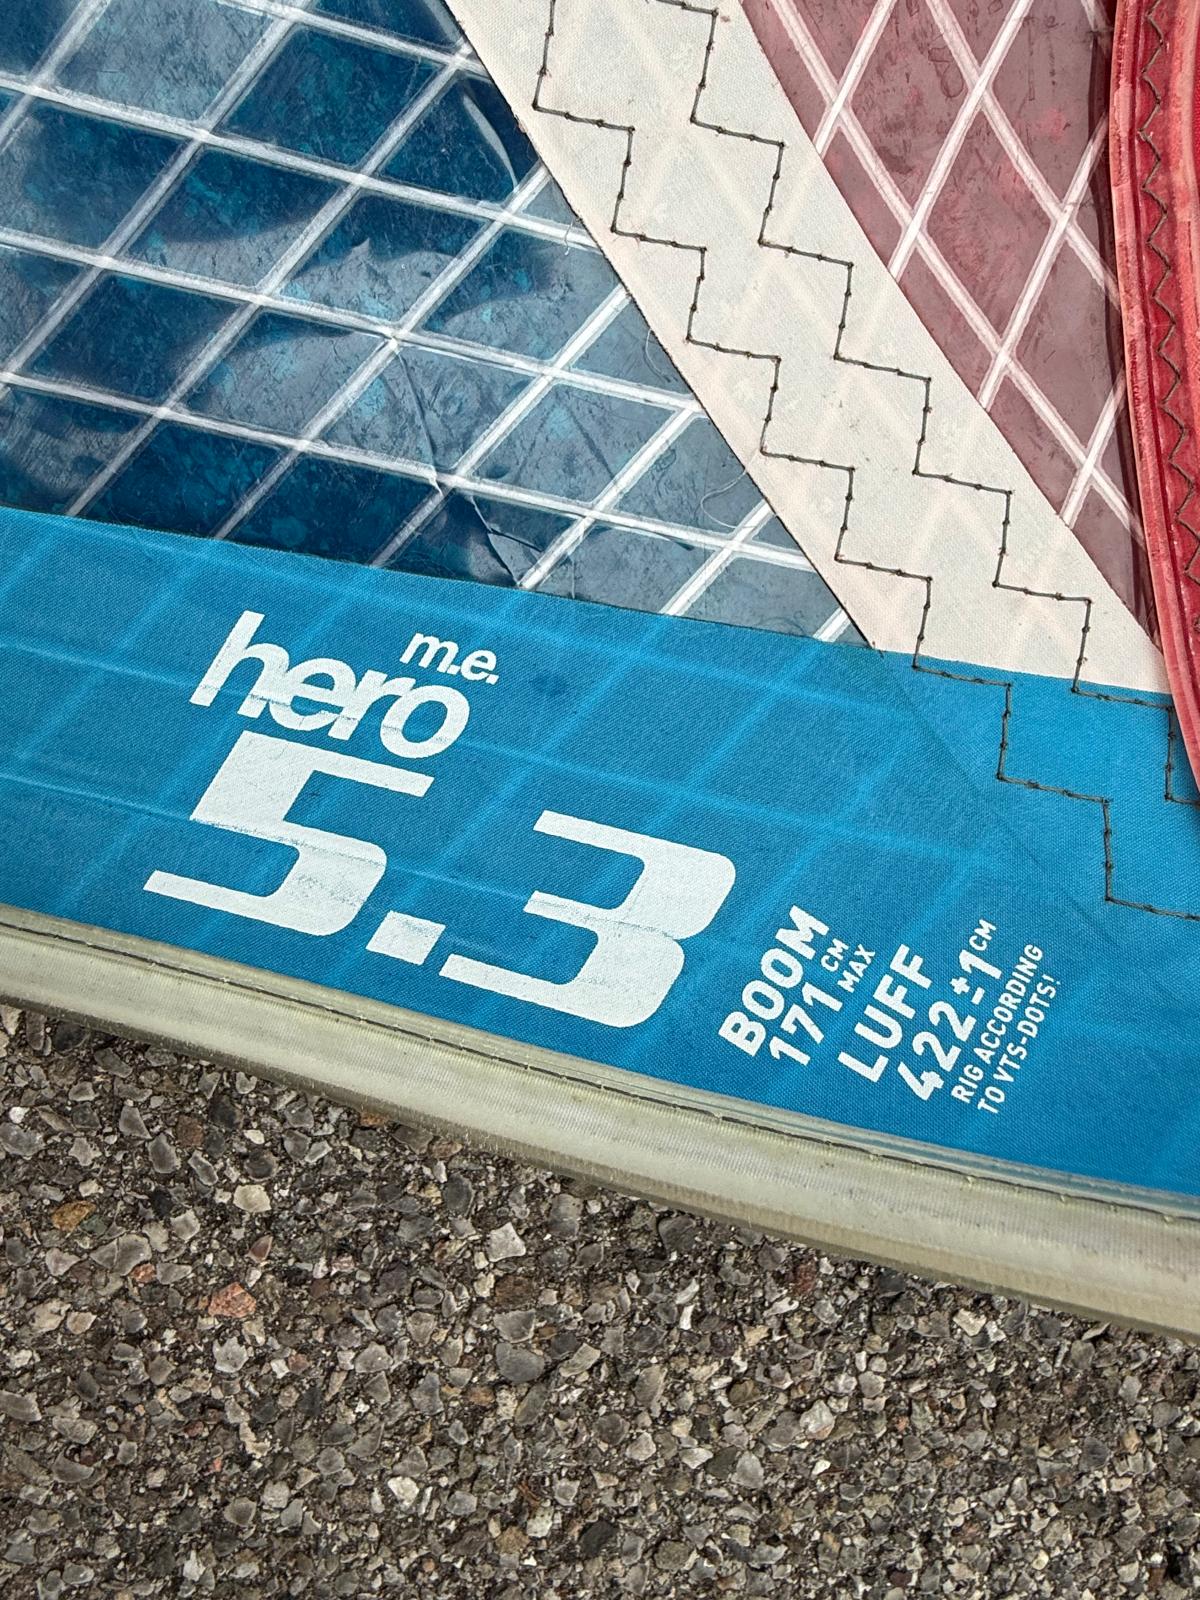 m.e.
hero
5.3
BOOM
171 CM MAX
LUFF
422±1 CM
RIG ACCORDING
TO VTS-DOTS!